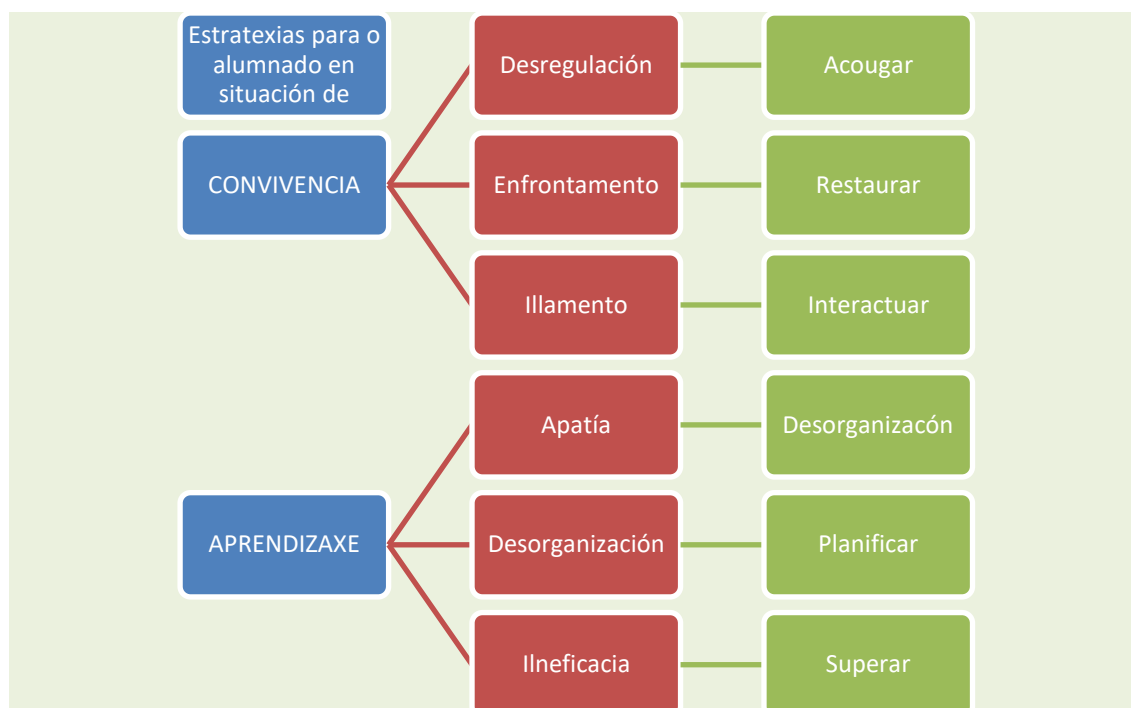 Estratexias para o
alumnado en
situación de
Desregulación
Acougar
CONVIVENCIA
Enfrontamento
Restaurar
Illamento
Interactuar
Apatía
Desorganizacón
APRENDIZAXE
Desorganización
Planificar
Ilneficacia
Superar